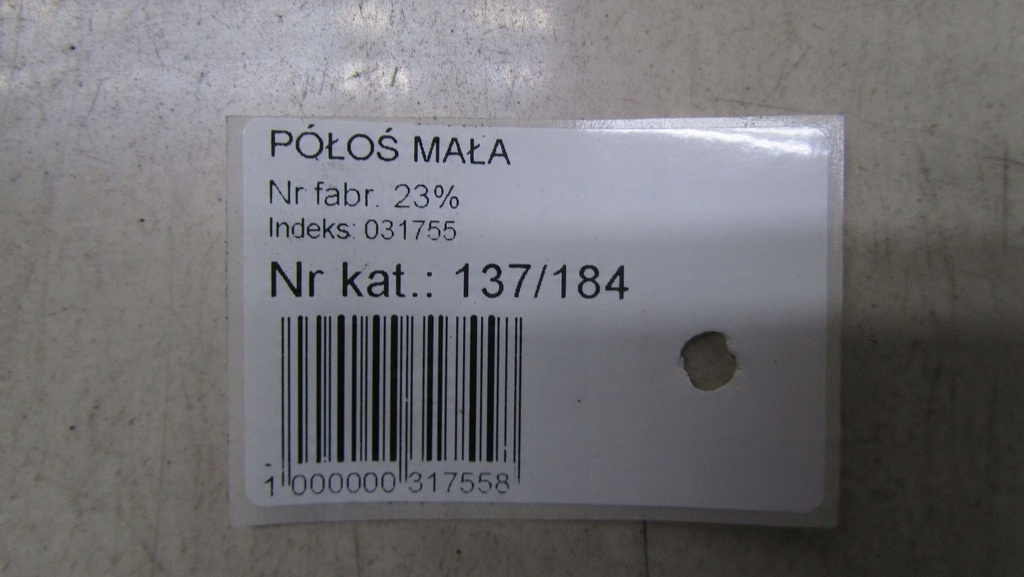 PÓŁOŚ MAŁA
Nr fabr. 23%
Indeks: 031755
Nr kat.: 137/184
1 000000 317558